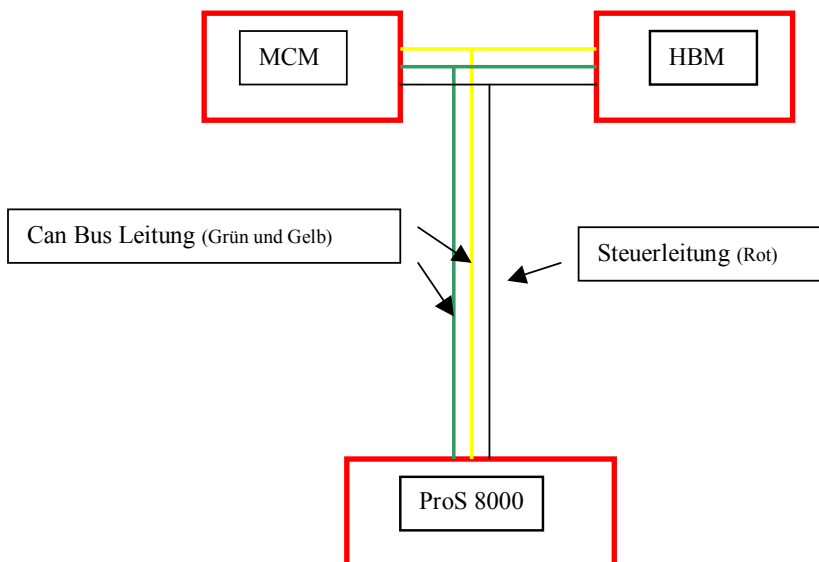 MCM
HBM
Can Bus Leitung (Grün und Gelb)
Steuerleitung (Rot)
ProS 8000